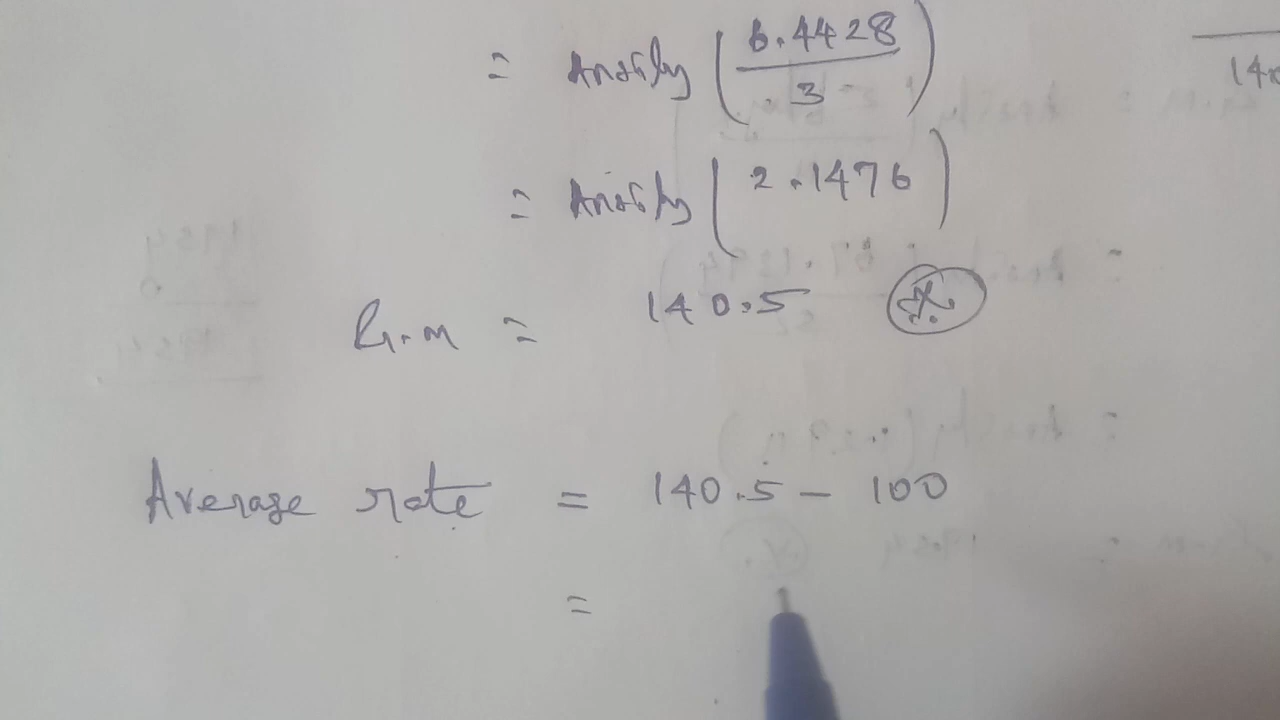 = Antilog (6.4428 / 3)
= Antilog (2.1476)
G.M = 140.5
Average rate = 140.5 - 100
=